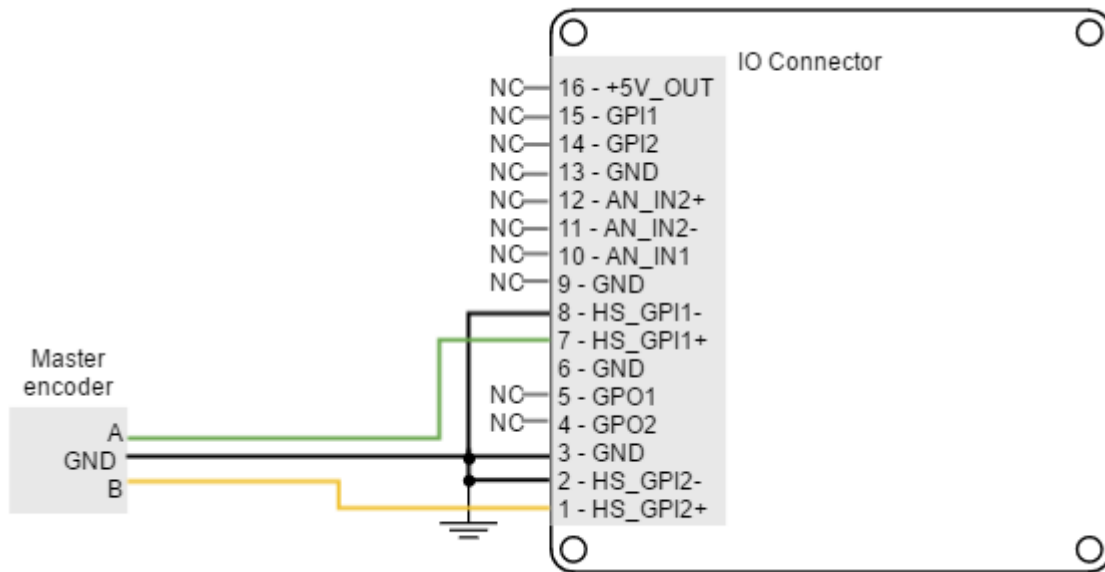 IO Connector
NC 16 - +5V_OUT
NC 15 - GPI1
NC 14 - GPI2
NC 13 - GND
NC 12 - AN_IN2+
NC 11 - AN_IN2-
NC 10 - AN_IN1
NC 9 - GND
8 - HS_GPI1-
7 - HS_GPI1+
6 - GND
NC 5 - GPO1
NC 4 - GPO2
3 - GND
2 - HS_GPI2-
1 - HS_GPI2+
Master
encoder
A
GND
B